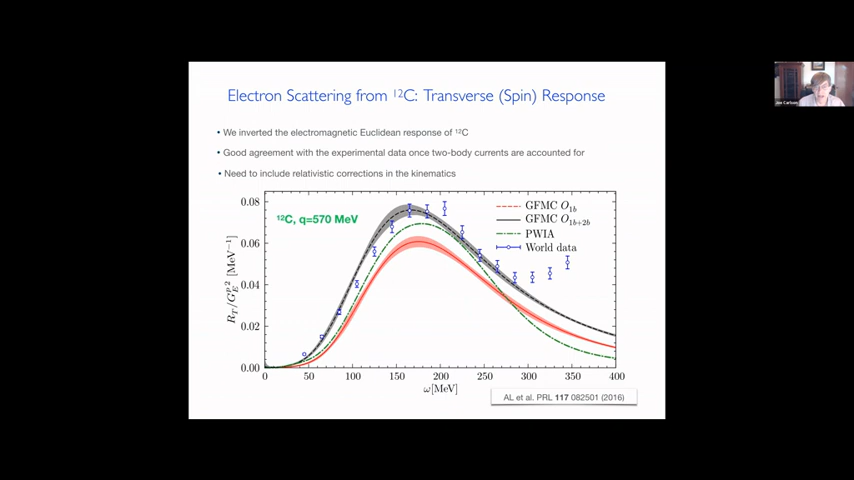 Electron Scattering from ¹²C: Transverse (Spin) Response
• We inverted the electromagnetic Euclidean response of ¹²C
• Good agreement with the experimental data once two-body currents are accounted for
• Need to include relativistic corrections in the kinematics
¹²C, q=570 MeV
GFMC O₁b
GFMC O₁b+2b
PWIA
World data
0.08
0.06
0.04
0.02
0.00
R_T/G_E^p 2 [MeV⁻¹]
0 50 100 150 200 250 300 350 400
ω[MeV]
AL et al. PRL 117 082501 (2016)
Joe Carlson